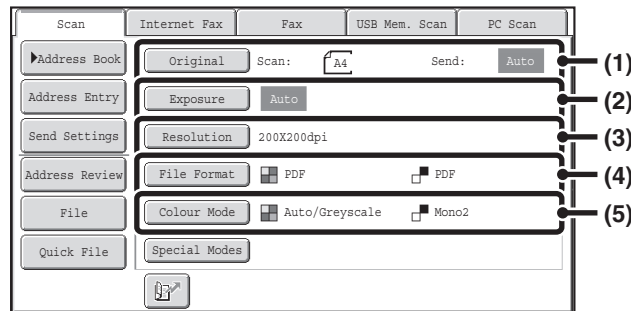 Scan Internet Fax Fax USB Mem. Scan PC Scan
Address Book Original Scan: A4 Send: Auto (1)
Address Entry Exposure Auto (2)
Send Settings Resolution 200X200dpi (3)
Address Review File Format PDF PDF (4)
File Colour Mode Auto/Greyscale Mono2 (5)
Quick File Special Modes